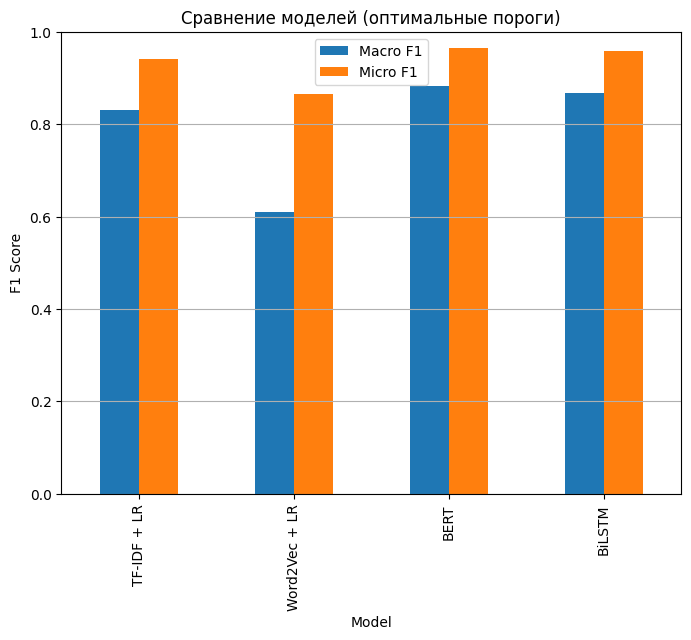 Сравнение моделей (оптимальные пороги)
Macro F1
Micro F1
1.0
0.8
0.6
0.4
0.2
0.0
F1 Score
TF-IDF + LR
Word2Vec + LR
BERT
BiLSTM
Model